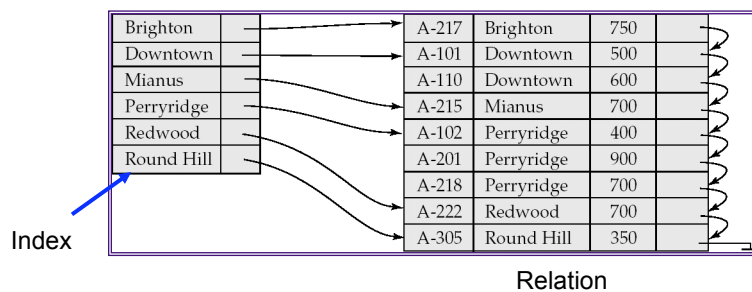 Brighton
Downtown
Mianus
Perryridge
Redwood
Round Hill
A-217 Brighton 750
A-101 Downtown 500
A-110 Downtown 600
A-215 Mianus 700
A-102 Perryridge 400
A-201 Perryridge 900
A-218 Perryridge 700
A-222 Redwood 700
A-305 Round Hill 350
Index
Relation